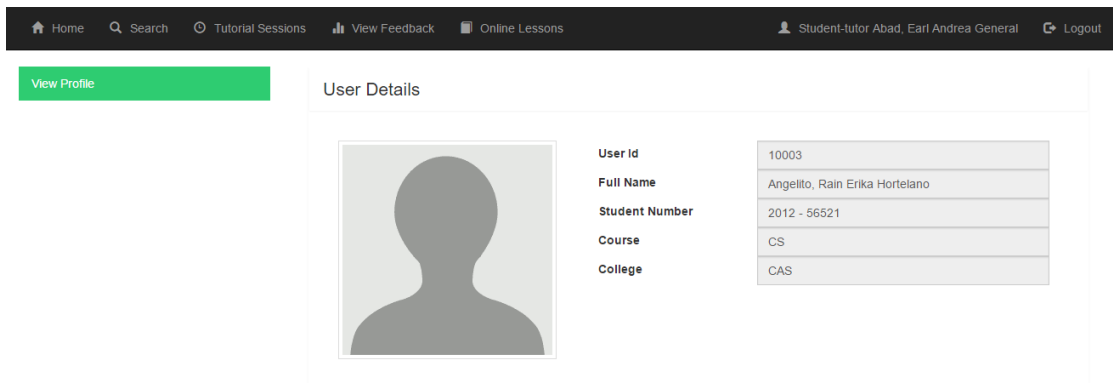 Home Search Tutorial Sessions View Feedback Online Lessons Student-tutor Abad, Earl Andrea General Logout
View Profile
User Details
User Id 10003
Full Name Angelito, Rain Erika Hortelano
Student Number 2012 - 56521
Course CS
College CAS